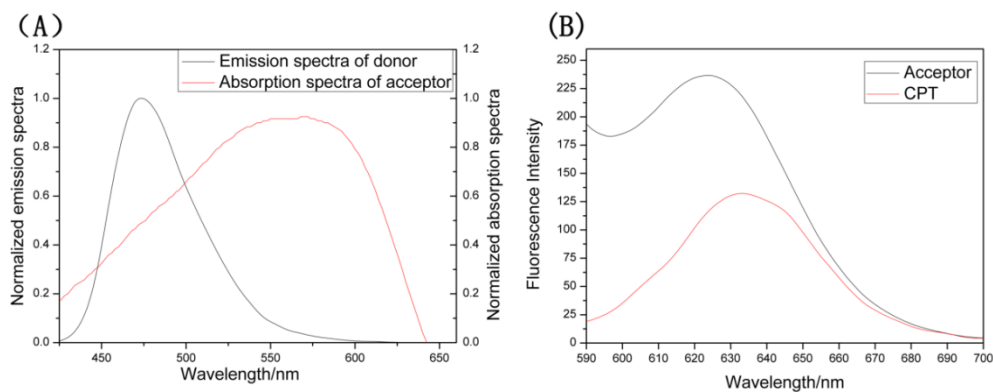 (A)
1.2
1.0
0.8
0.6
0.4
0.2
0.0
Normalized emission spectra
Emission spectra of donor
Absorption spectra of acceptor
1.2
1.0
0.8
0.6
0.4
0.2
0.0
Normalized absorption spectra
450 500 550 600 650
Wavelength/nm
(B)
250
225
200
175
150
125
100
75
50
25
0
Fluorescence Intensity
Acceptor
CPT
590 600 610 620 630 640 650 660 670 680 690 700
Wavelength/nm